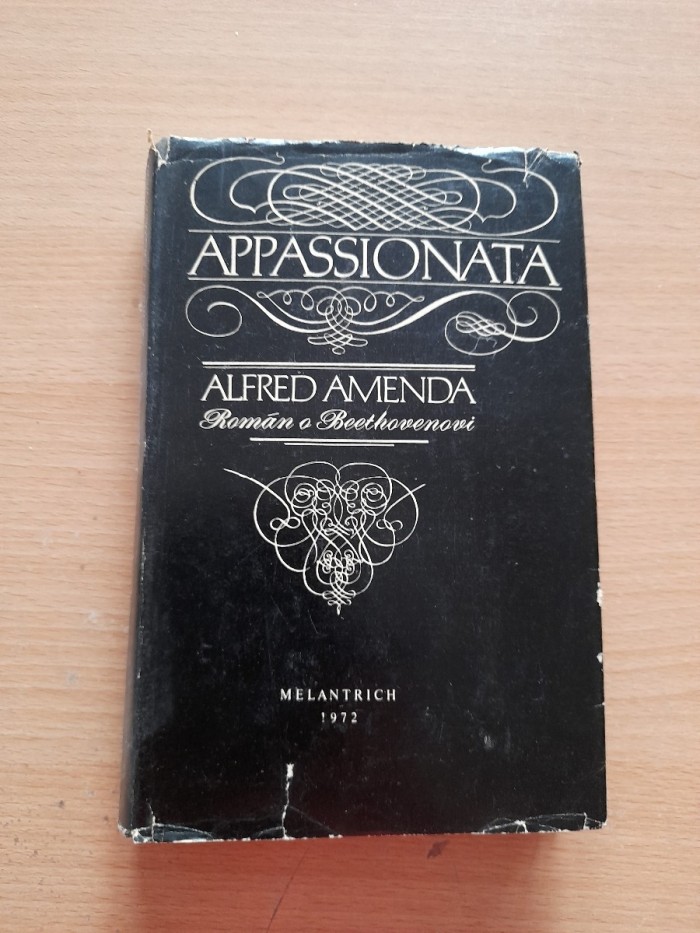 APPASSIONATA
ALFRED AMENDA
Román o Beethovenovi
MELANTRICH
1972